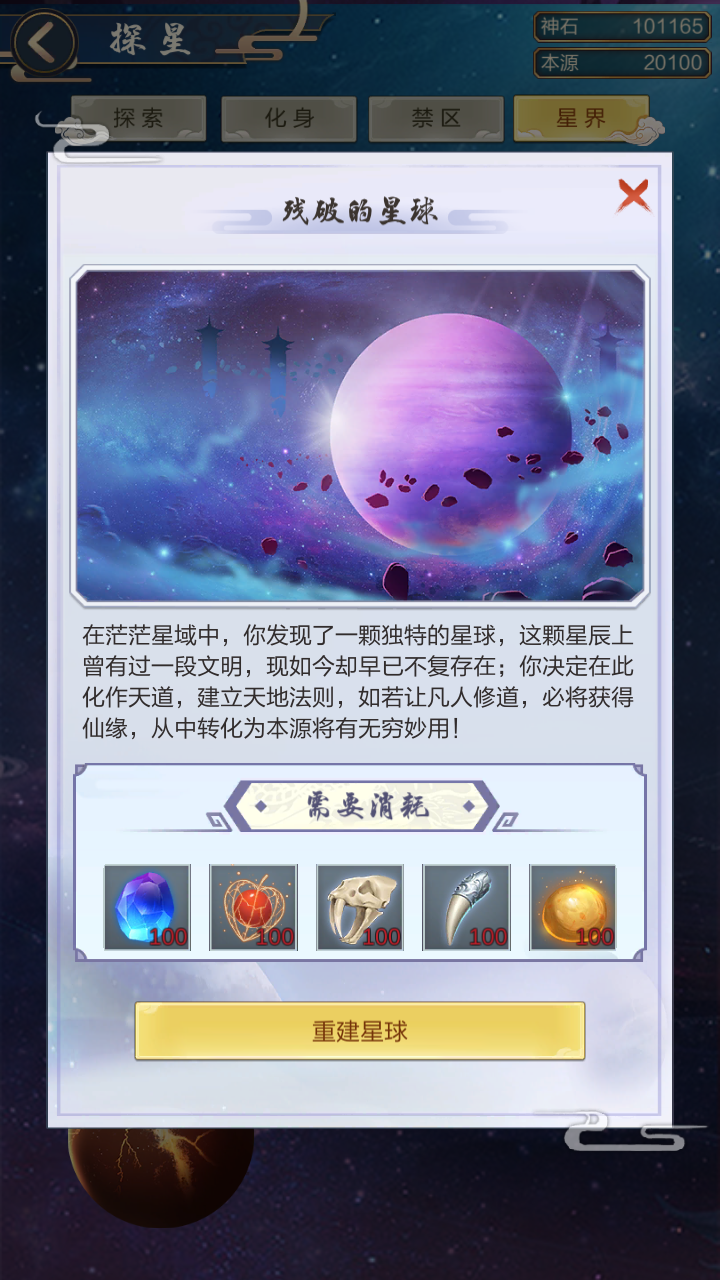 探星
神石 101165
本源 20100
探索 化身 禁区 星界
残破的星球
在茫茫星域中，你发现了一颗独特的星球，这颗星辰上
曾有过一段文明，现如今却早已不复存在；你决定在此
化作天道，建立天地法则，如若让凡人修道，必将获得
仙缘，从中转化为本源将有无穷妙用！
需要消耗
100 100 100 100 100
重建星球